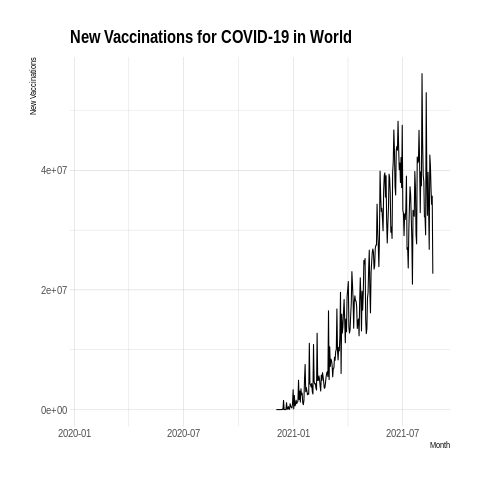 New Vaccinations for COVID-19 in World
New Vaccinations
4e+07
2e+07
0e+00
2020-01
2020-07
2021-01
2021-07
Month